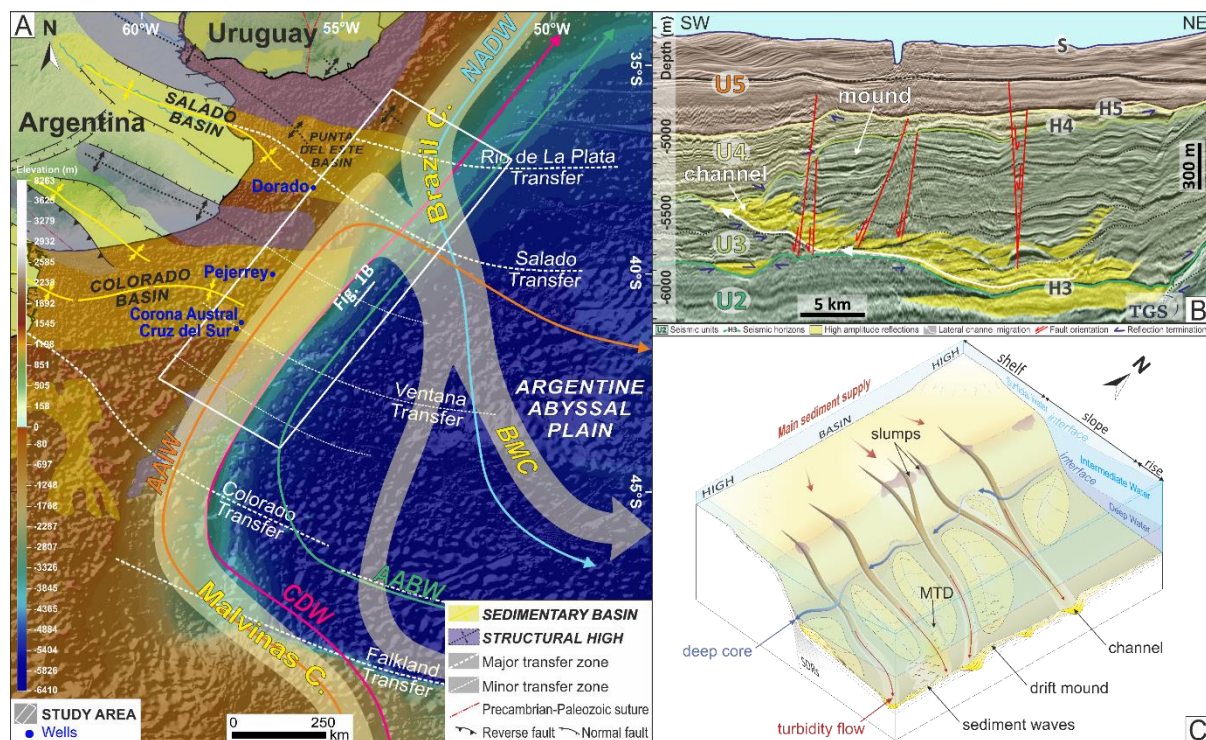 A
N
60°W
55°W
50°W
Uruguay
35°S
NADW
SALADO
BASIN
Argentina
PUNTA
DEL ESTE
BASIN
Brazil C.
Rio de La Plata
Transfer
Elevation (m)
8263
3625
3279
2932
2585
2238
1892
1545
1198
851
504
158
0
-80
-697
-1248
-1768
-2287
-2807
-3326
-3845
-4365
-4884
-5404
-5826
-6410
Dorado
Salado
Transfer
40°S
COLORADO
BASIN
Pejerrey
Fig. 1B
Corona Austral
Cruz del Sur
Ventana
Transfer
ARGENTINE
ABYSSAL
PLAIN
AAIW
BMC
Colorado
Transfer
45°S
AABW
CDW
Malvinas C.
Falkland
Transfer
SEDIMENTARY BASIN
STRUCTURAL HIGH
Major transfer zone
Minor transfer zone
Precambrian-Paleozoic suture
Reverse fault
Normal fault
STUDY AREA
Wells
0 250
km
SW
NE
Depth (m)
S
U5
mound
H5
H4
-5000
U4
channel
300 m
-5500
U3
H3
-6000
U2
5 km
TGS
B
U2 Seismic units
H3 Seismic horizons
High amplitude reflections
Lateral channel migration
Fault orientation
Reflection termination
HIGH
shelf
N
Main sediment supply
Surficial water
interface
slope
BASIN
slumps
Intermediate Water
interface
rise
HIGH
Deep Water
MTD
deep core
SDRs
channel
drift mound
turbidity flow
sediment waves
C